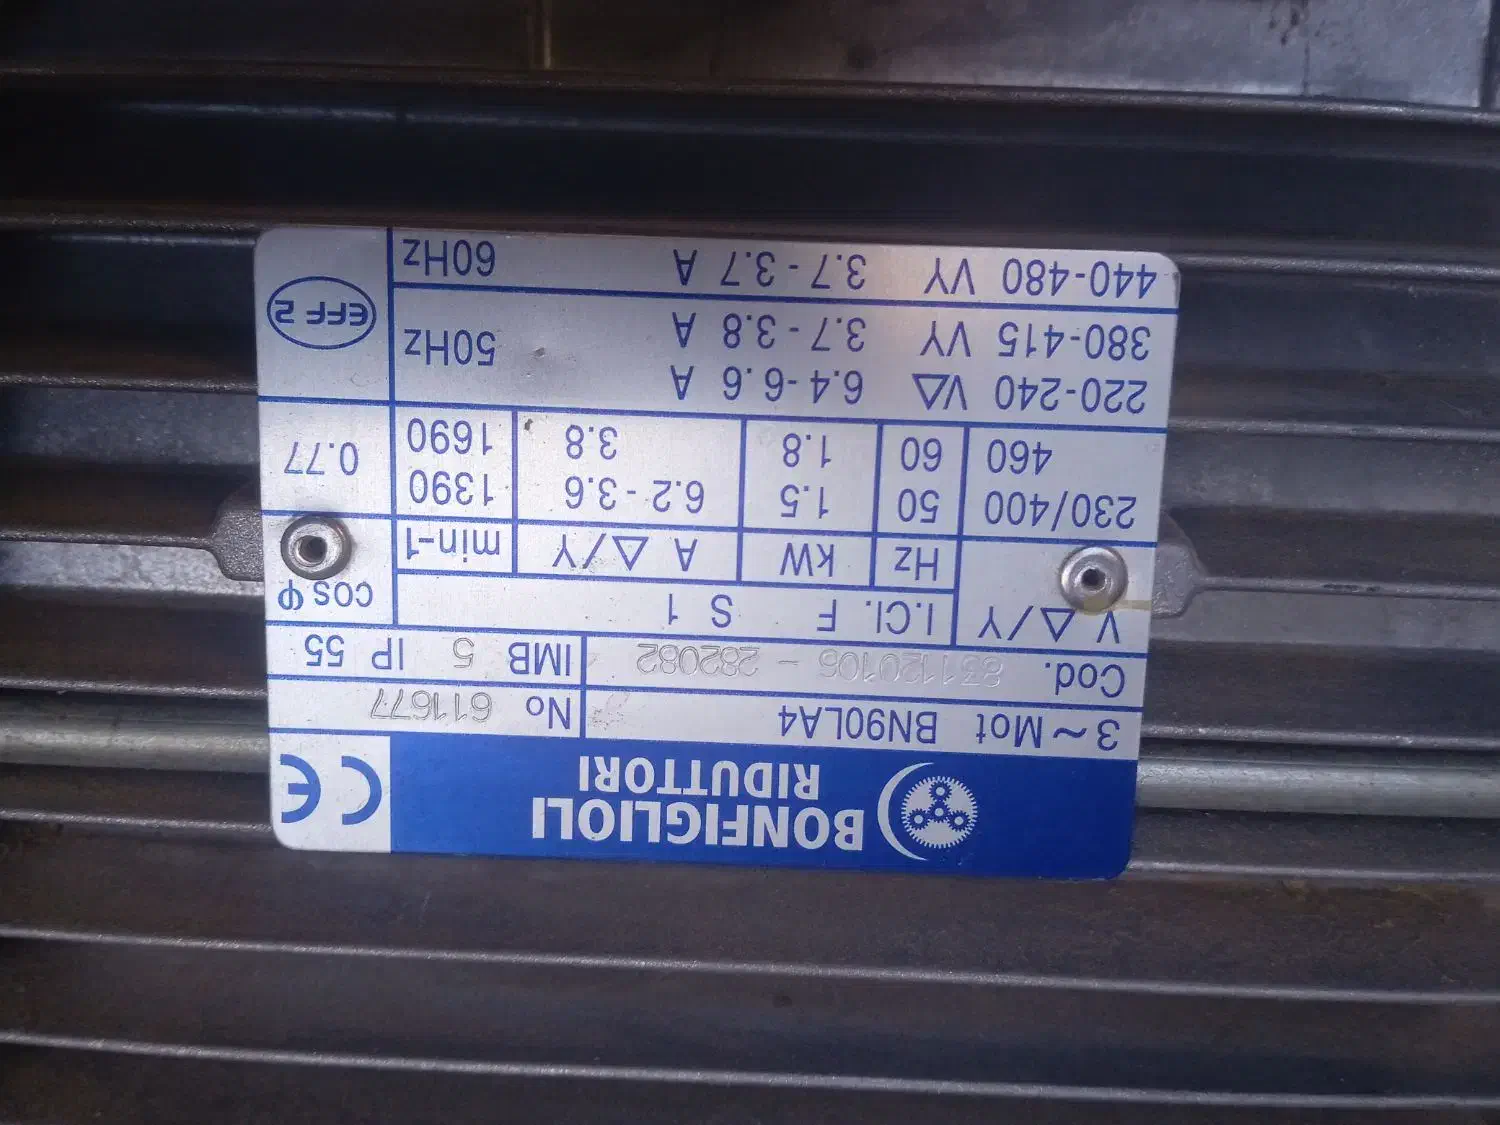 BONFIGLIOLI
RIDUTTORI
CE
3~Mot BN90LA4 No 611677
Cod. 831120106 - 282082 IMB 5 IP 55
V Δ/Y I.Cl. F S 1 cos φ
Hz kW A Δ/Y min-1
230/400 50 1.5 6.2 - 3.6 1390 0.77
460 60 1.8 3.8 1690
220-240 VΔ 6.4-6.6 A 50Hz
380-415 VY 3.7-3.8 A
440-480 VY 3.7-3.7 A 60Hz
EFF 2